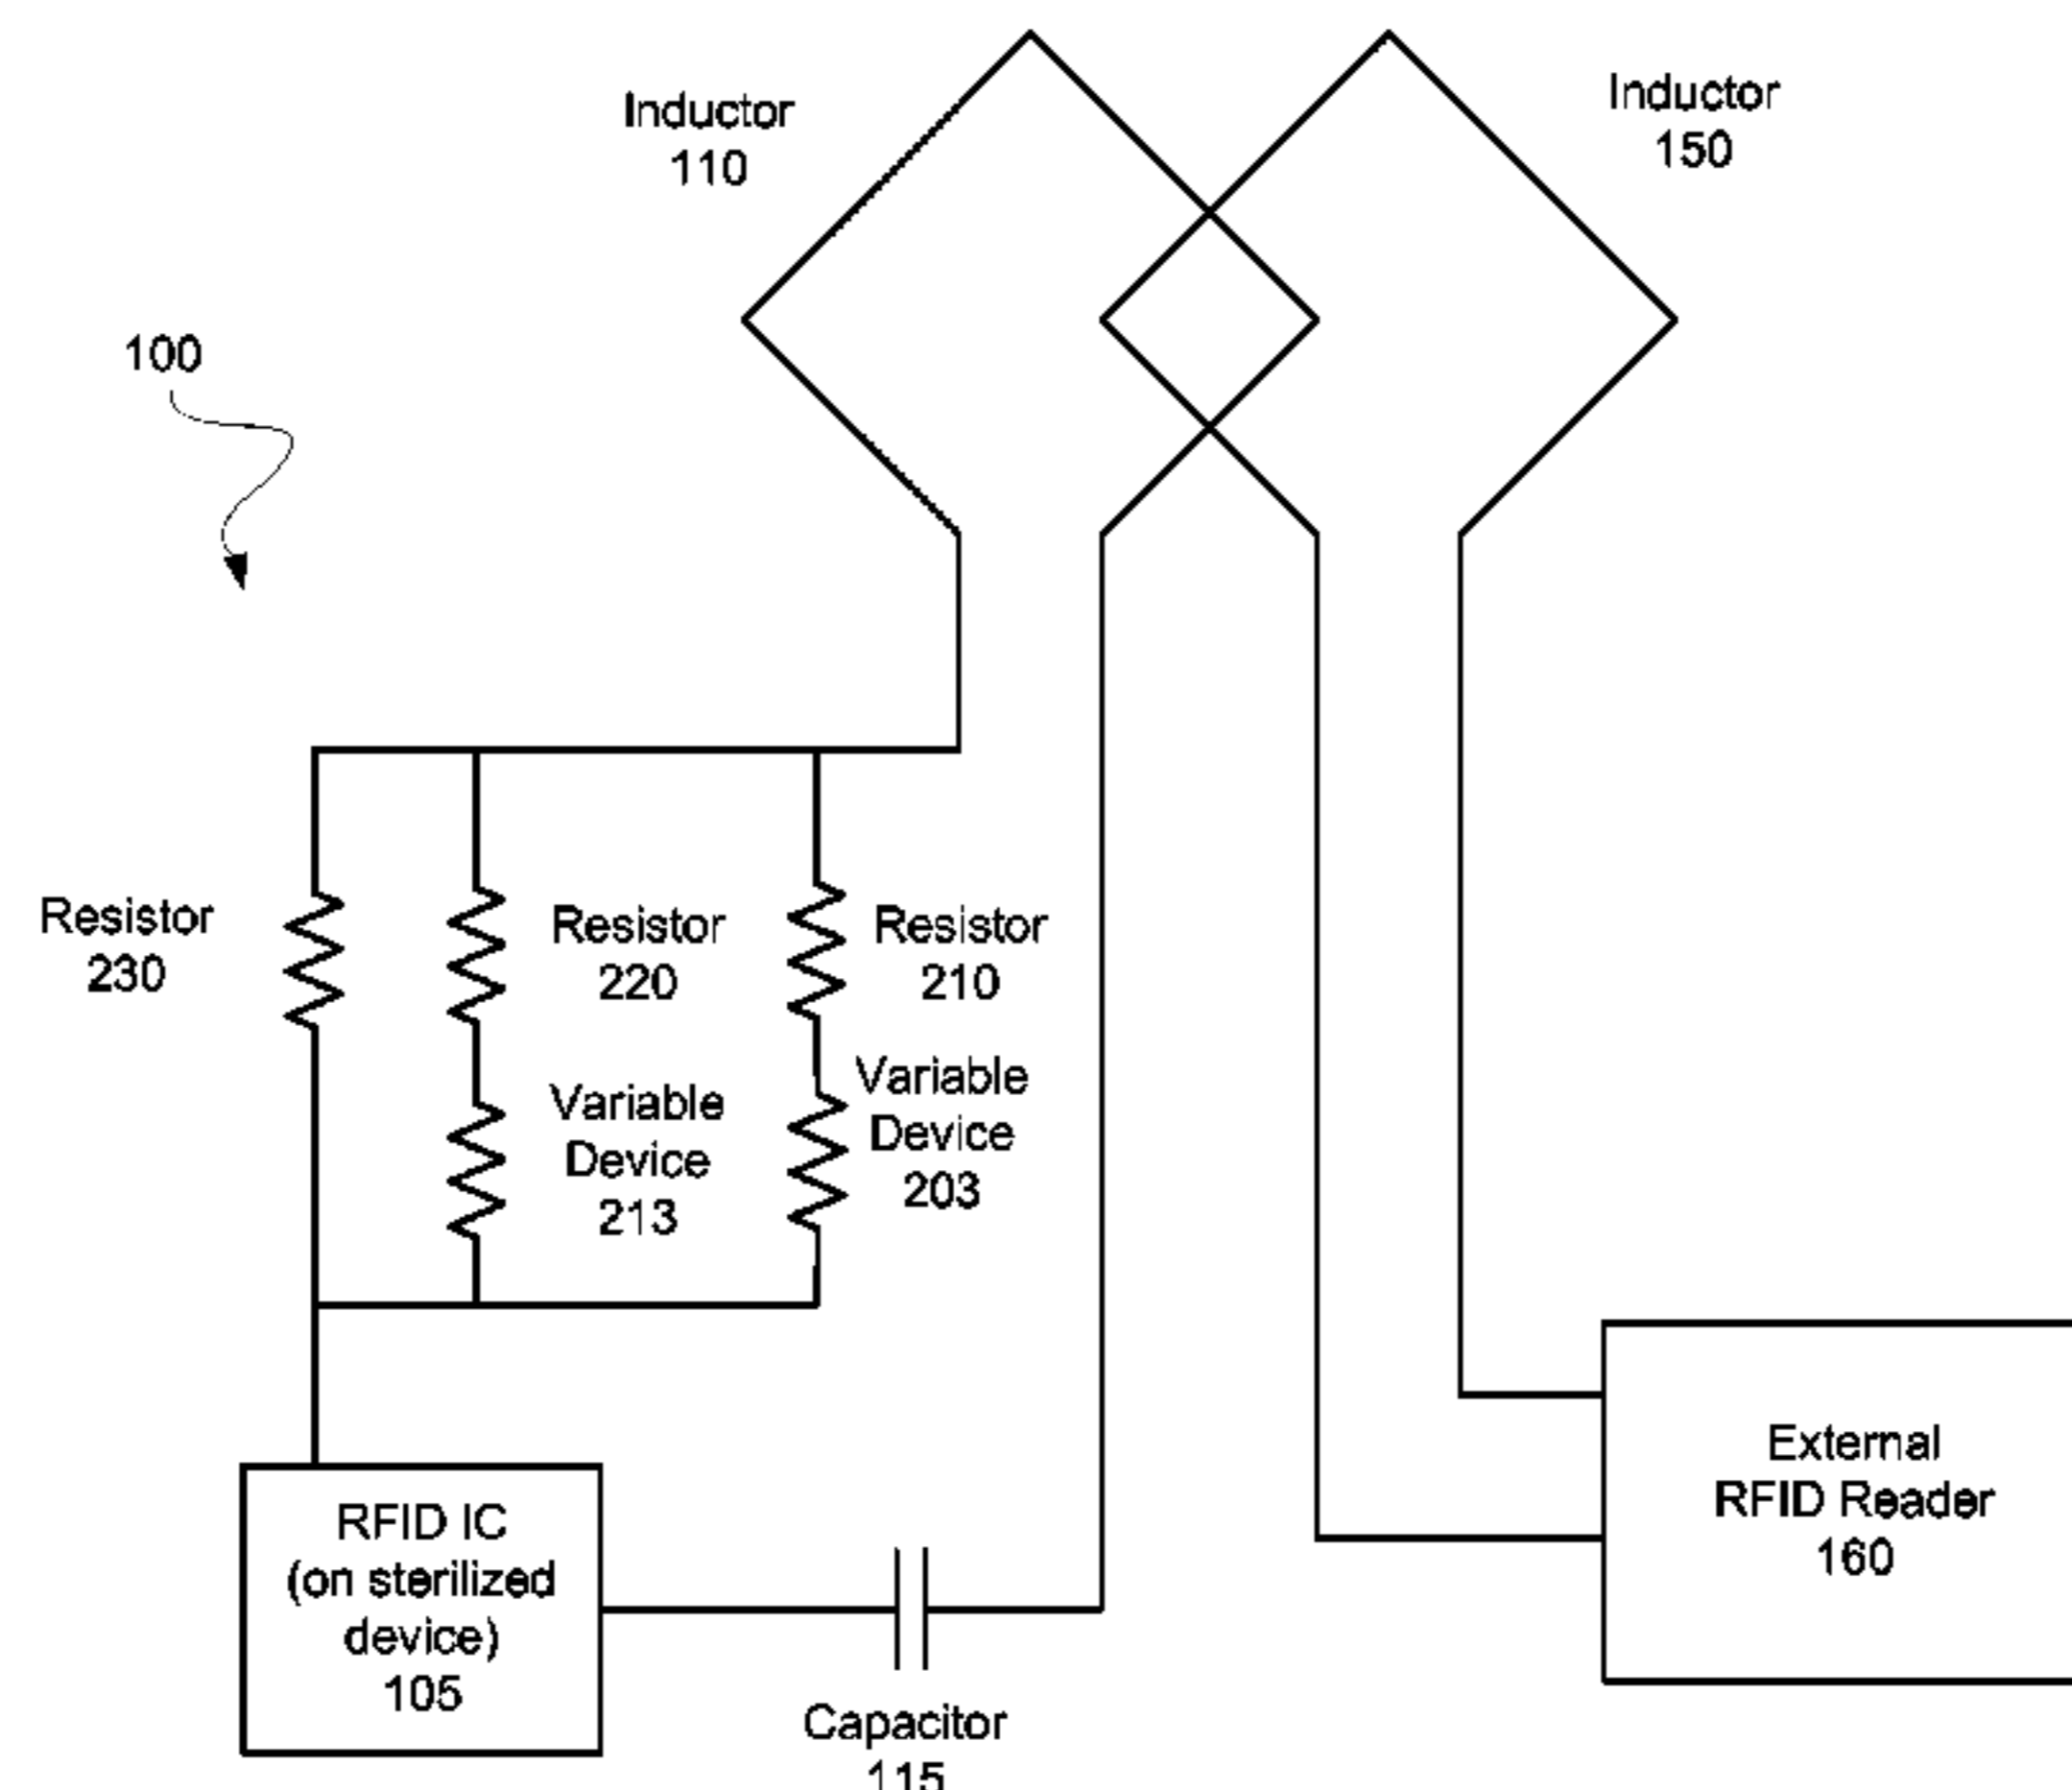 Inductor
110
Inductor
150
100
Resistor
230
Resistor
220
Resistor
210
Variable
Device
213
Variable
Device
203
RFID IC
(on sterilized
device)
105
External
RFID Reader
160
Capacitor
115